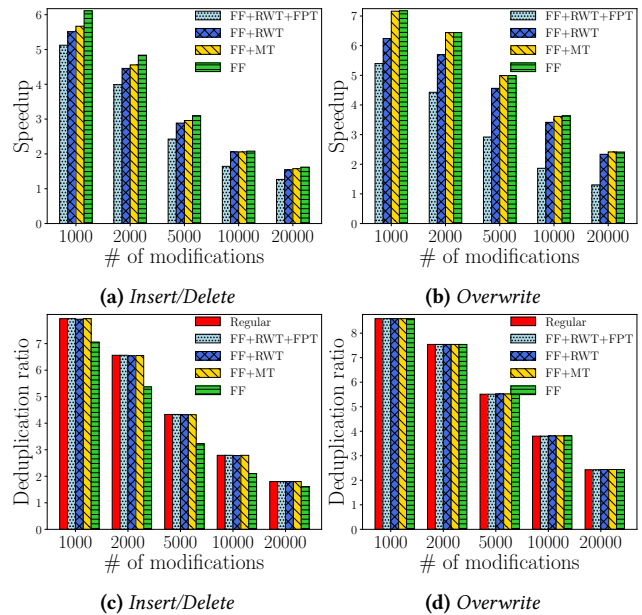 Speedup
6
5
4
3
2
1
0
FF+RWT+FPT
FF+RWT
FF+MT
FF
1000 2000 5000 10000 20000
# of modifications
(a) Insert/Delete
Speedup
7
6
5
4
3
2
1
0
FF+RWT+FPT
FF+RWT
FF+MT
FF
1000 2000 5000 10000 20000
# of modifications
(b) Overwrite
Deduplication ratio
7
6
5
4
3
2
1
0
Regular
FF+RWT+FPT
FF+RWT
FF+MT
FF
1000 2000 5000 10000 20000
# of modifications
(c) Insert/Delete
Deduplication ratio
8
7
6
5
4
3
2
1
0
Regular
FF+RWT+FPT
FF+RWT
FF+MT
FF
1000 2000 5000 10000 20000
# of modifications
(d) Overwrite